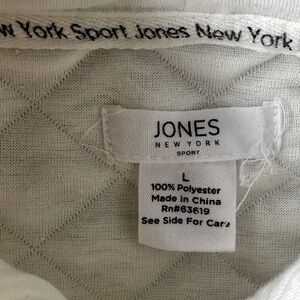 w York Sport Jones New York
JONES
NEW YORK
SPORT
L
100% Polyester
Made in China
Rn#63619
See Side For Care